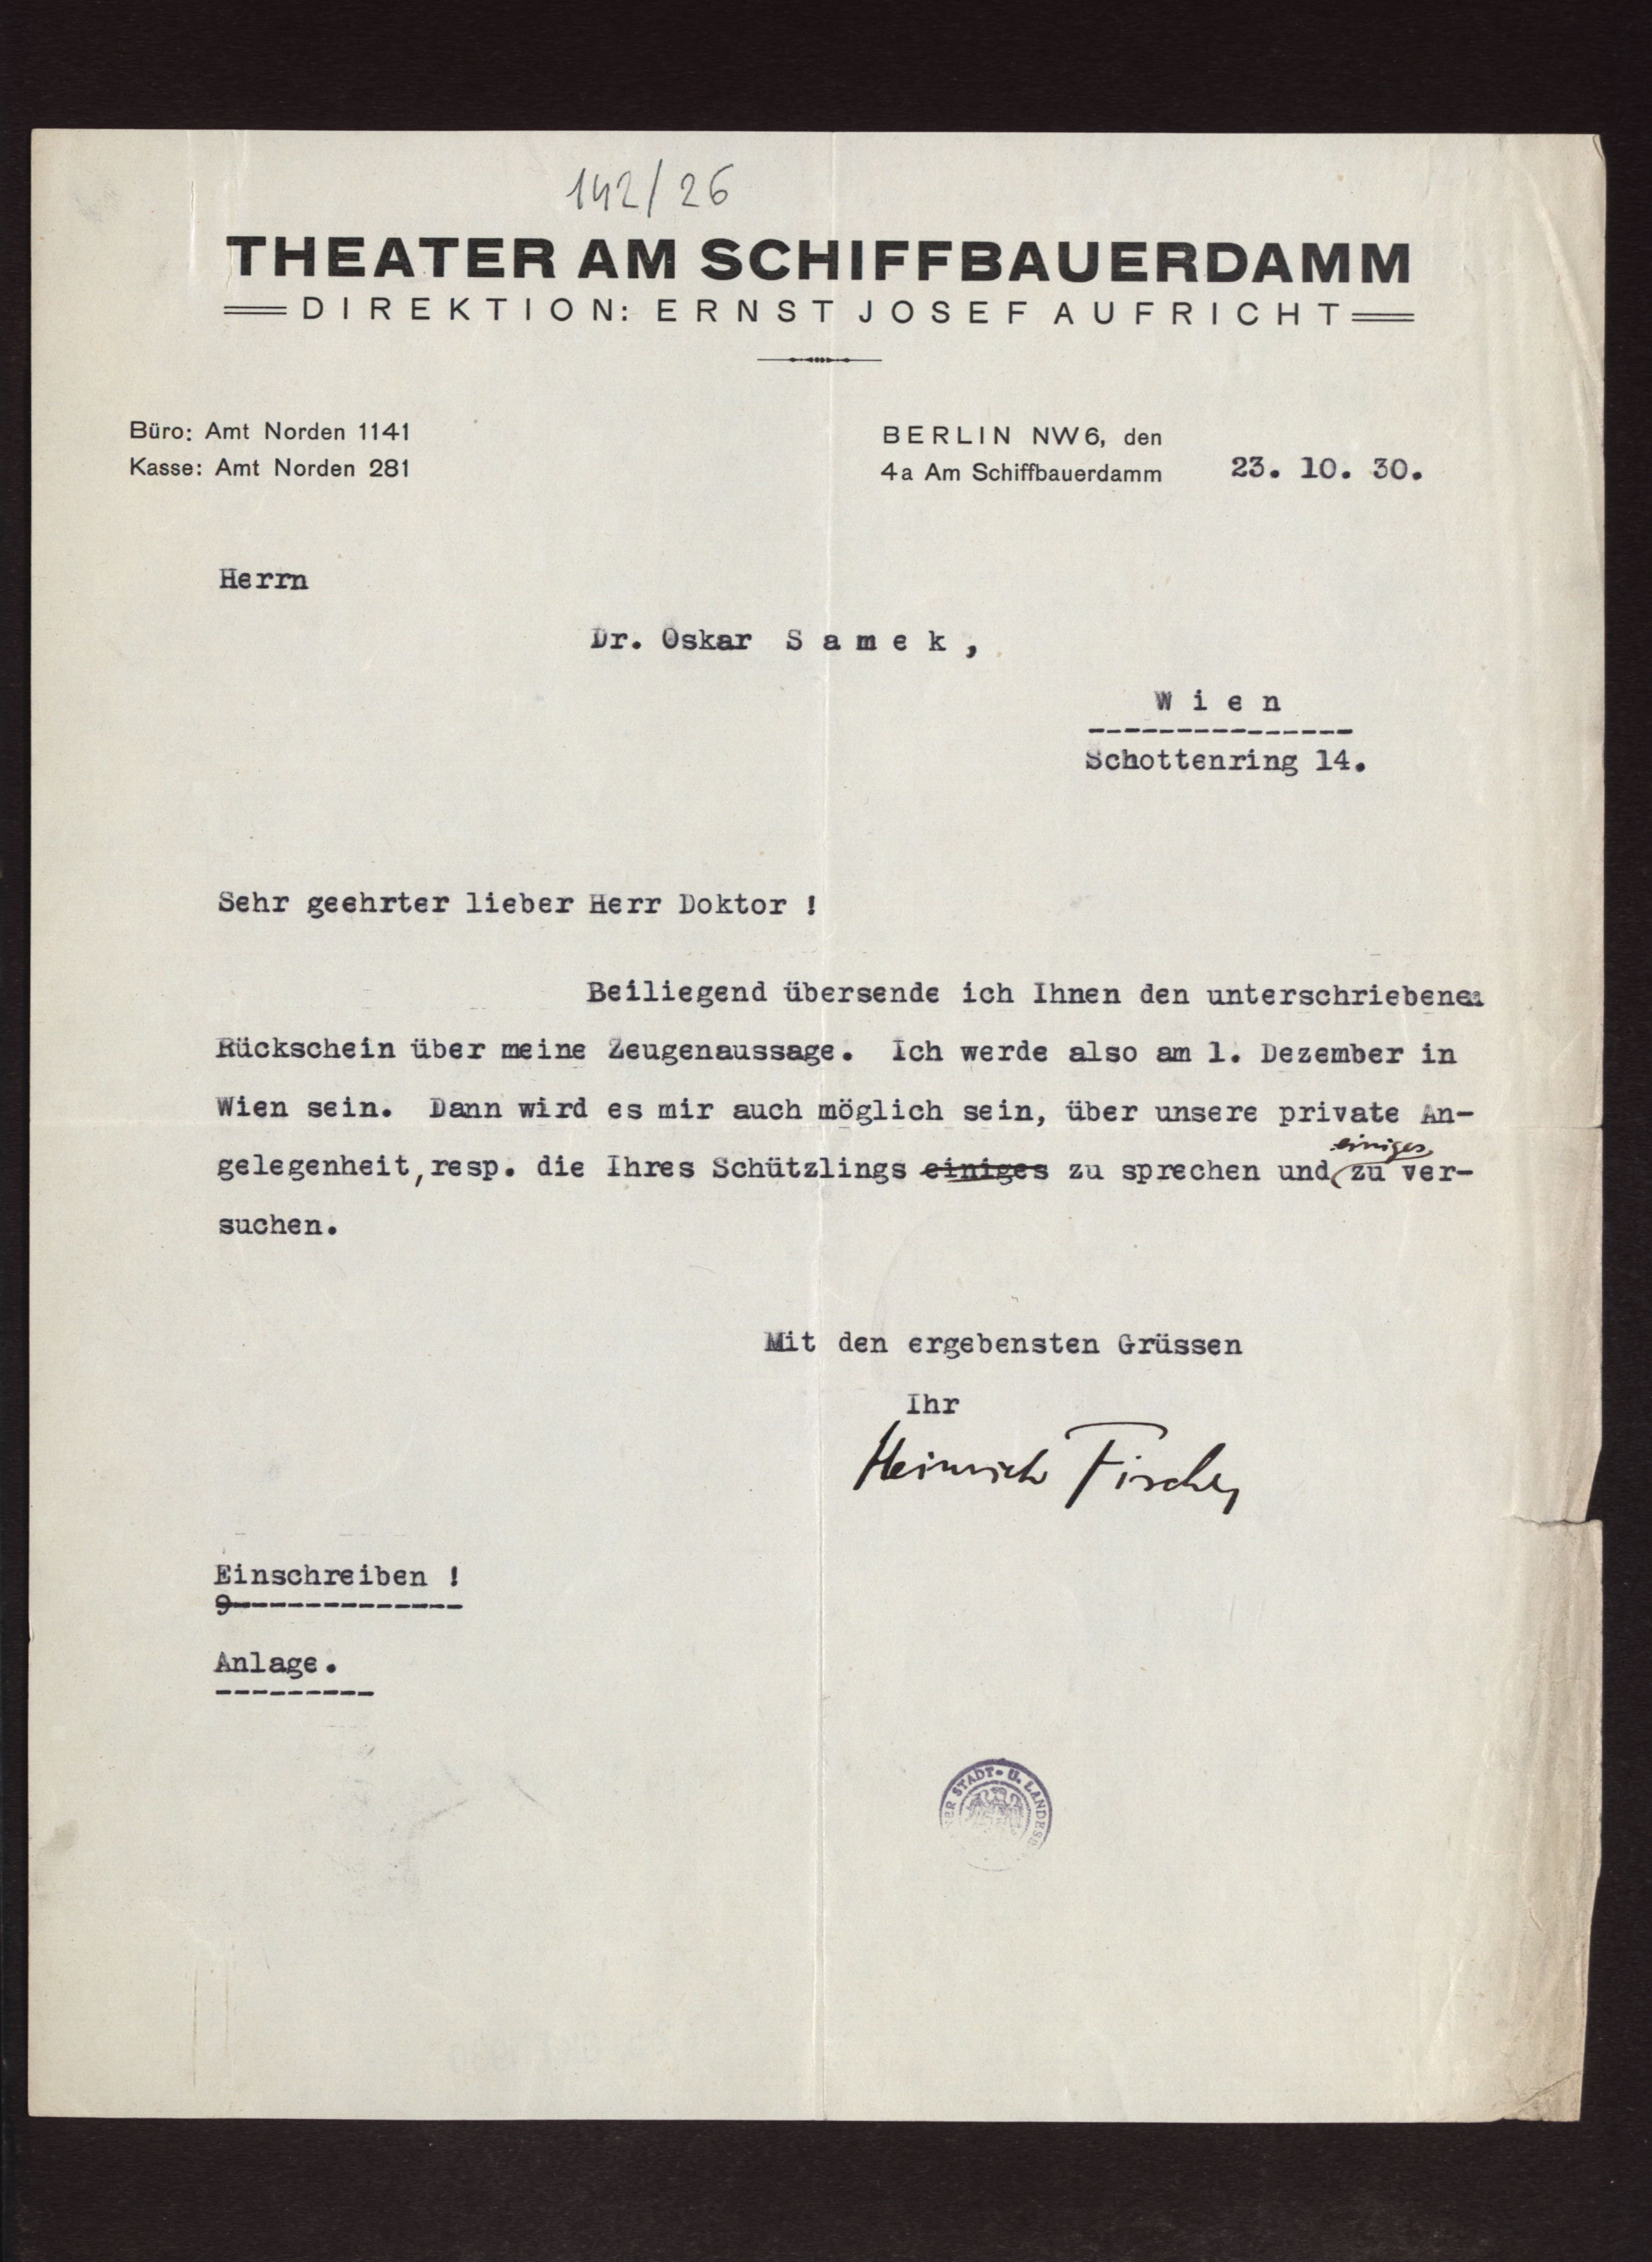 142/26
THEATER AM SCHIFFBAUERDAMM
DIREKTION: ERNST JOSEF AUFRICHT
Büro: Amt Norden 1141
Kasse: Amt Norden 281
BERLIN NW6, den
4a Am Schiffbauerdamm 23. 10. 30.
Herrn
Dr. Oskar S a m e k ,
W i e n
Schottenring 14.
Sehr geehrter lieber Herr Doktor !
Beiliegend übersende ich Ihnen den unterschriebenen
Rückschein über meine Zeugenaussage. Ich werde also am 1. Dezember in
Wien sein. Dann wird es mir auch möglich sein, über unsere private An-
einiges
gelegenheit, resp. die Ihres Schützlings einiges zu sprechen und zu ver-
suchen.
Mit den ergebensten Grüssen
Ihr
Heinrich Fischer
Einschreiben !
Anlage.
ER STADT- U. LANDESB